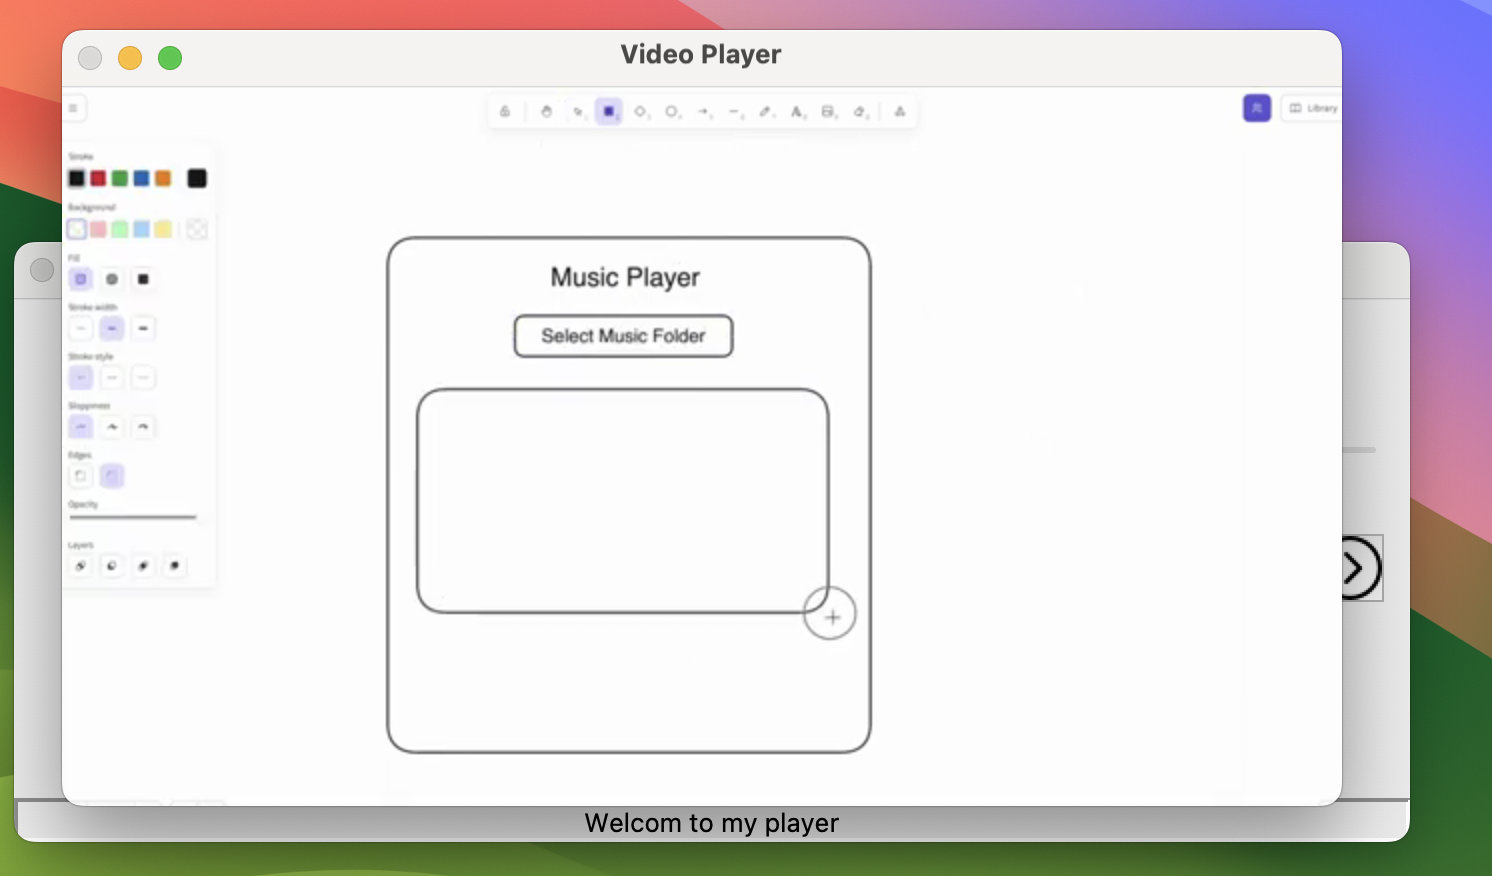 Video Player
Library
Stroke
Background
Fill
Stroke width
Stroke style
Sloppiness
Edges
Opacity
Layers
Music Player
Select Music Folder
Welcom to my player